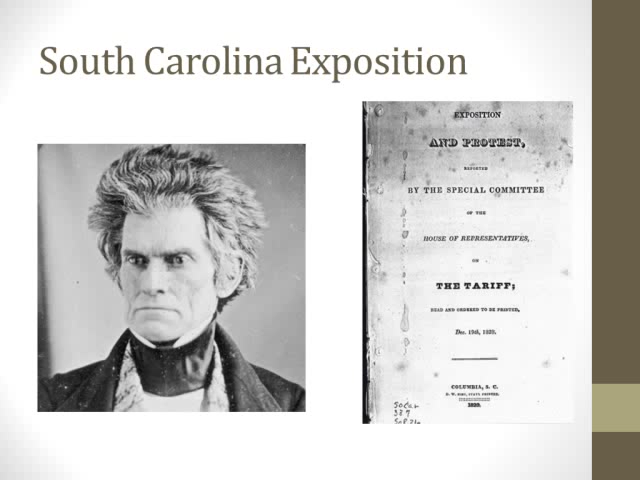 South Carolina Exposition
EXPOSITION
AND PROTEST,
REPORTED
BY THE SPECIAL COMMITTEE
OF THE
HOUSE OF REPRESENTATIVES,
ON
THE TARIFF;
READ AND ORDERED TO BE PRINTED,
Dec. 19th, 1829.
COLUMBIA, S. C.
D. W. SIMS, STATE PRINTER.
1829.